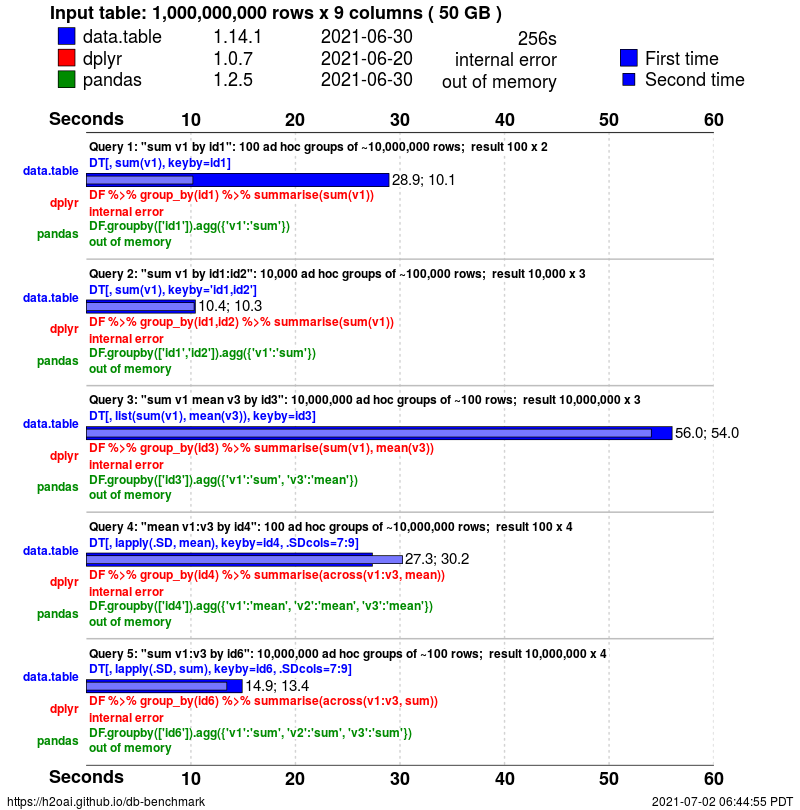 Input table: 1,000,000,000 rows x 9 columns ( 50 GB )
data.table 1.14.1 2021-06-30 256s
dplyr 1.0.7 2021-06-20 internal error First time
pandas 1.2.5 2021-06-30 out of memory Second time
Seconds 10 20 30 40 50 60
Query 1: "sum v1 by id1": 100 ad hoc groups of ~10,000,000 rows; result 100 x 2
DT[, sum(v1), keyby=id1]
data.table
28.9; 10.1
DF %>% group_by(id1) %>% summarise(sum(v1))
dplyr
internal error
DF.groupby(['id1']).agg({'v1':'sum'})
pandas
out of memory
Query 2: "sum v1 by id1:id2": 10,000 ad hoc groups of ~100,000 rows; result 10,000 x 3
DT[, sum(v1), keyby='id1,id2']
data.table
10.4; 10.3
DF %>% group_by(id1,id2) %>% summarise(sum(v1))
dplyr
internal error
DF.groupby(['id1','id2']).agg({'v1':'sum'})
pandas
out of memory
Query 3: "sum v1 mean v3 by id3": 10,000,000 ad hoc groups of ~100 rows; result 10,000,000 x 3
DT[, list(sum(v1), mean(v3)), keyby=id3]
data.table
56.0; 54.0
DF %>% group_by(id3) %>% summarise(sum(v1), mean(v3))
dplyr
internal error
DF.groupby(['id3']).agg({'v1':'sum', 'v3':'mean'})
pandas
out of memory
Query 4: "mean v1:v3 by id4": 100 ad hoc groups of ~10,000,000 rows; result 100 x 4
DT[, lapply(.SD, mean), keyby=id4, .SDcols=7:9]
data.table
27.3; 30.2
DF %>% group_by(id4) %>% summarise(across(v1:v3, mean))
dplyr
internal error
DF.groupby(['id4']).agg({'v1':'mean', 'v2':'mean', 'v3':'mean'})
pandas
out of memory
Query 5: "sum v1:v3 by id6": 10,000,000 ad hoc groups of ~100 rows; result 10,000,000 x 4
DT[, lapply(.SD, sum), keyby=id6, .SDcols=7:9]
data.table
14.9; 13.4
DF %>% group_by(id6) %>% summarise(across(v1:v3, sum))
dplyr
internal error
DF.groupby(['id6']).agg({'v1':'sum', 'v2':'sum', 'v3':'sum'})
pandas
out of memory
Seconds 10 20 30 40 50 60
https://h2oai.github.io/db-benchmark 2021-07-02 06:44:55 PDT